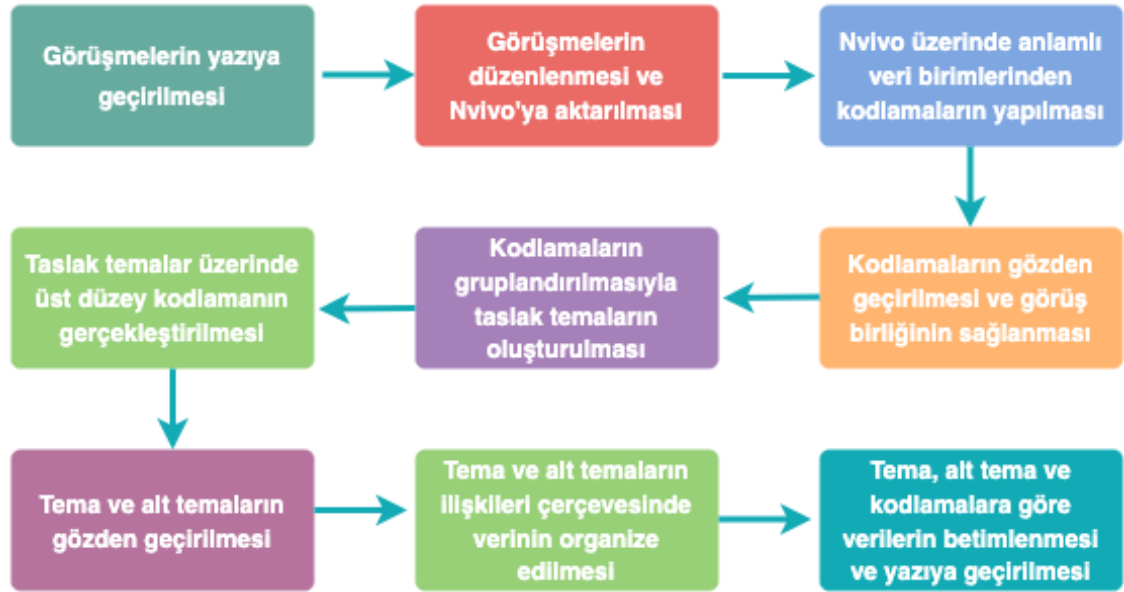 Görüşmelerin yazıya
geçirilmesi
Görüşmelerin
düzenlenmesi ve
Nvivo'ya aktarılması
Nvivo üzerinde anlamlı
veri birimlerinden
kodlamaların yapılması
Kodlamaların gözden
geçirilmesi ve görüş
birliğinin sağlanması
Kodlamaların
gruplandırılmasıyla
taslak temaların
oluşturulması
Taslak temalar üzerinde
üst düzey kodlamanın
gerçekleştirilmesi
Tema ve alt temaların
gözden geçirilmesi
Tema ve alt temaların
ilişkileri çerçevesinde
verinin organize
edilmesi
Tema, alt tema ve
kodlamalara göre
verilerin betimlenmesi
ve yazıya geçirilmesi